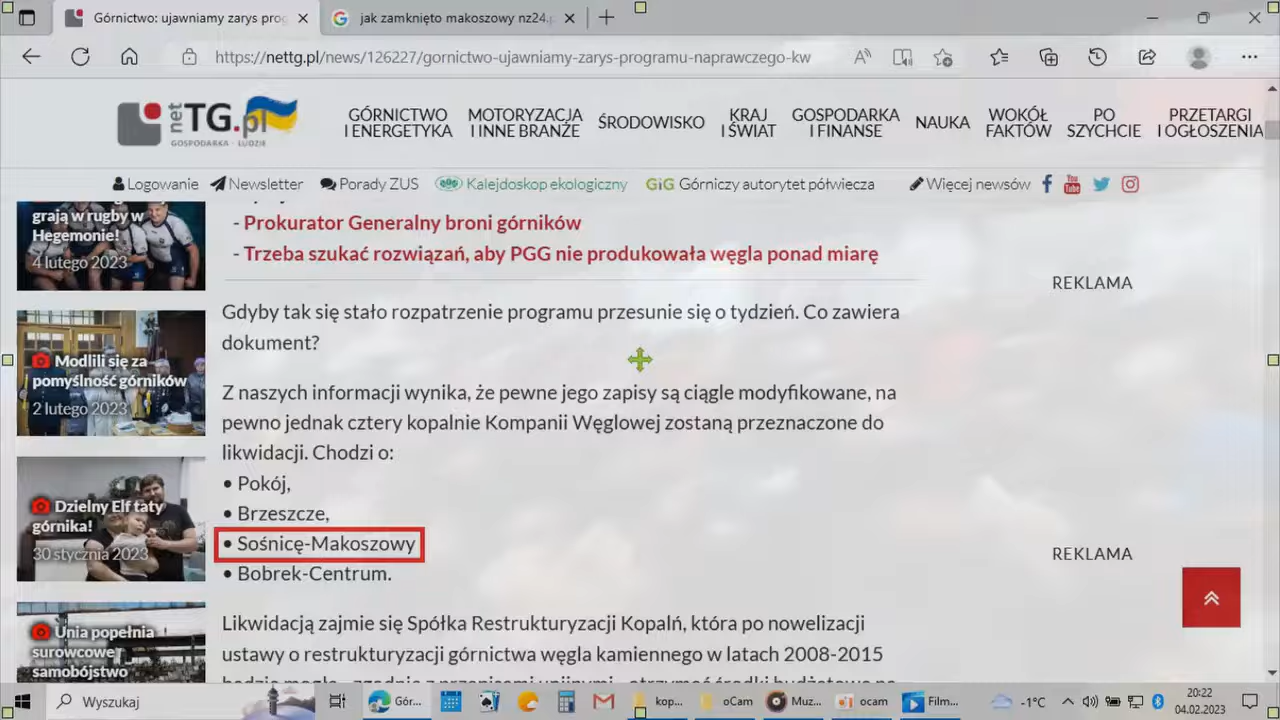 Górnictwo: ujawniamy zarys prog
jak zamknięto makoszowy nz24.p
https://nettg.pl/news/126227/gornictwo-ujawniamy-zarys-programu-naprawczego-kw
netTG.pl
GOSPODARKA · LUDZIE
GÓRNICTWO
I ENERGETYKA
MOTORYZACJA
I INNE BRANŻE
ŚRODOWISKO
KRAJ
I ŚWIAT
GOSPODARKA
I FINANSE
NAUKA
WOKÓŁ
FAKTÓW
PO
SZYCHCIE
PRZETARGI
I OGŁOSZENIA
Logowanie
Newsletter
Porady ZUS
Kalejdoskop ekologiczny
GIG Górniczy autorytet półwiecza
Więcej newsów
grają w rugby w
Hegemonie!
4 lutego 2023
Modlili się za
pomyślność górników
2 lutego 2023
Dzielny Elf taty
górnika!
30 stycznia 2023
Unia popełnia
surowcowe
samobójstwo
- Prokurator Generalny broni górników
- Trzeba szukać rozwiązań, aby PGG nie produkowała węgla ponad miarę
Gdyby tak się stało rozpatrzenie programu przesunie się o tydzień. Co zawiera
dokument?
Z naszych informacji wynika, że pewne jego zapisy są ciągle modyfikowane, na
pewno jednak cztery kopalnie Kompanii Węglowej zostaną przeznaczone do
likwidacji. Chodzi o:
• Pokój,
• Brzeszcze,
• Sośnicę-Makoszowy
• Bobrek-Centrum.
Likwidacją zajmie się Spółka Restrukturyzacji Kopalń, która po nowelizacji
ustawy o restrukturyzacji górnictwa węgla kamiennego w latach 2008-2015
REKLAMA
REKLAMA
Wyszukaj
Gór...
kop...
oCam
Muz...
ocam
Film...
-1°C
20:22
04.02.2023